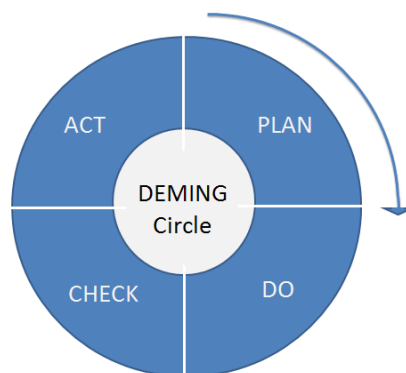 ACT
PLAN
DEMING
Circle
CHECK
DO